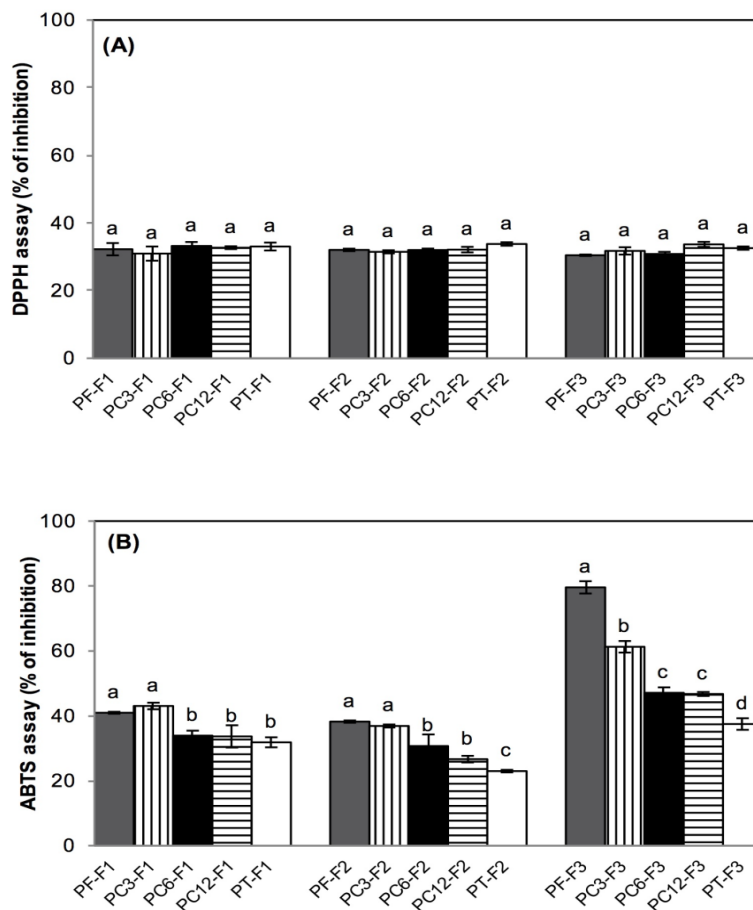 (A)
DPPH assay (% of inhibition)
100
80
60
40
20
0
a a a a a a a a a a a a a a a
PF-F1 PC3-F1 PC6-F1 PC12-F1 PT-F1 PF-F2 PC3-F2 PC6-F2 PC12-F2 PT-F2 PF-F3 PC3-F3 PC6-F3 PC12-F3 PT-F3
(B)
ABTS assay (% of inhibition)
100
80
60
40
20
0
a a b b b a a b b c a b c c d
PF-F1 PC3-F1 PC6-F1 PC12-F1 PT-F1 PF-F2 PC3-F2 PC6-F2 PC12-F2 PT-F2 PF-F3 PC3-F3 PC6-F3 PC12-F3 PT-F3